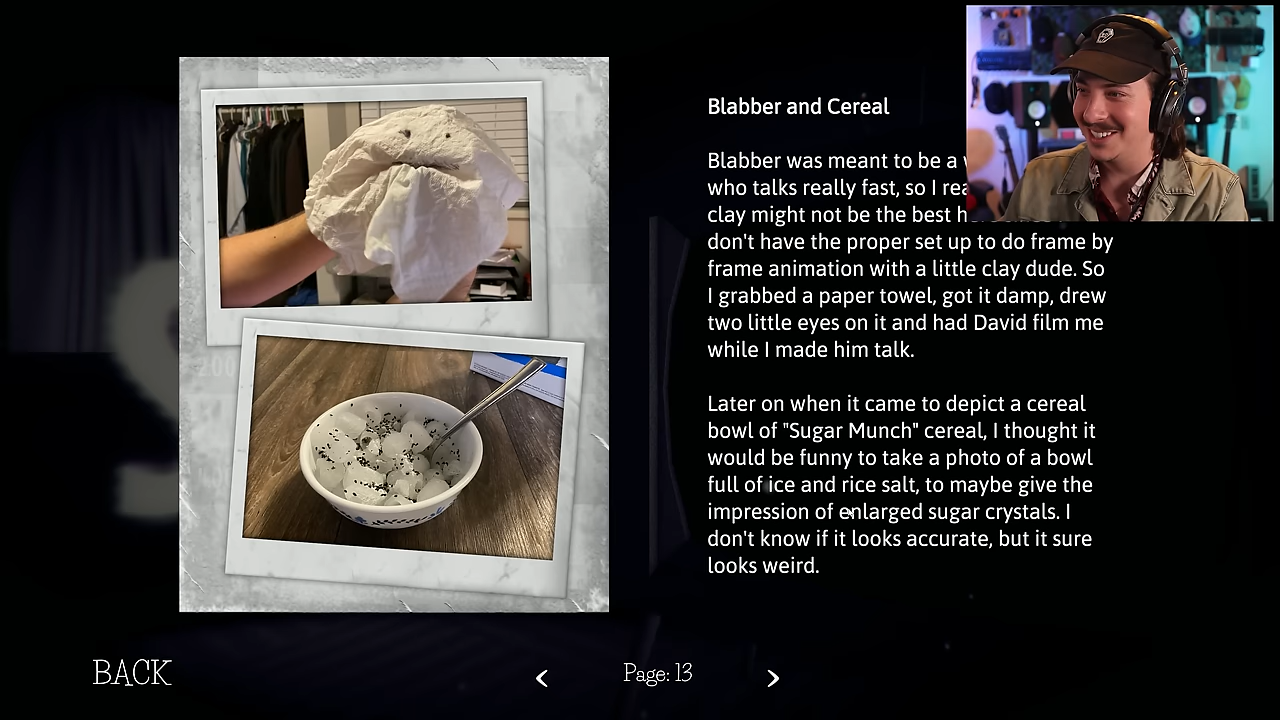 Blabber and Cereal
Blabber was meant to be a
who talks really fast, so I
clay might not be the best
don't have the proper set up to do frame by
frame animation with a little clay dude. So
I grabbed a paper towel, got it damp, drew
two little eyes on it and had David film me
while I made him talk.
Later on when it came to depict a cereal
bowl of "Sugar Munch" cereal, I thought it
would be funny to take a photo of a bowl
full of ice and rice salt, to maybe give the
impression of enlarged sugar crystals. I
don't know if it looks accurate, but it sure
looks weird.
BACK
< Page: 13 >